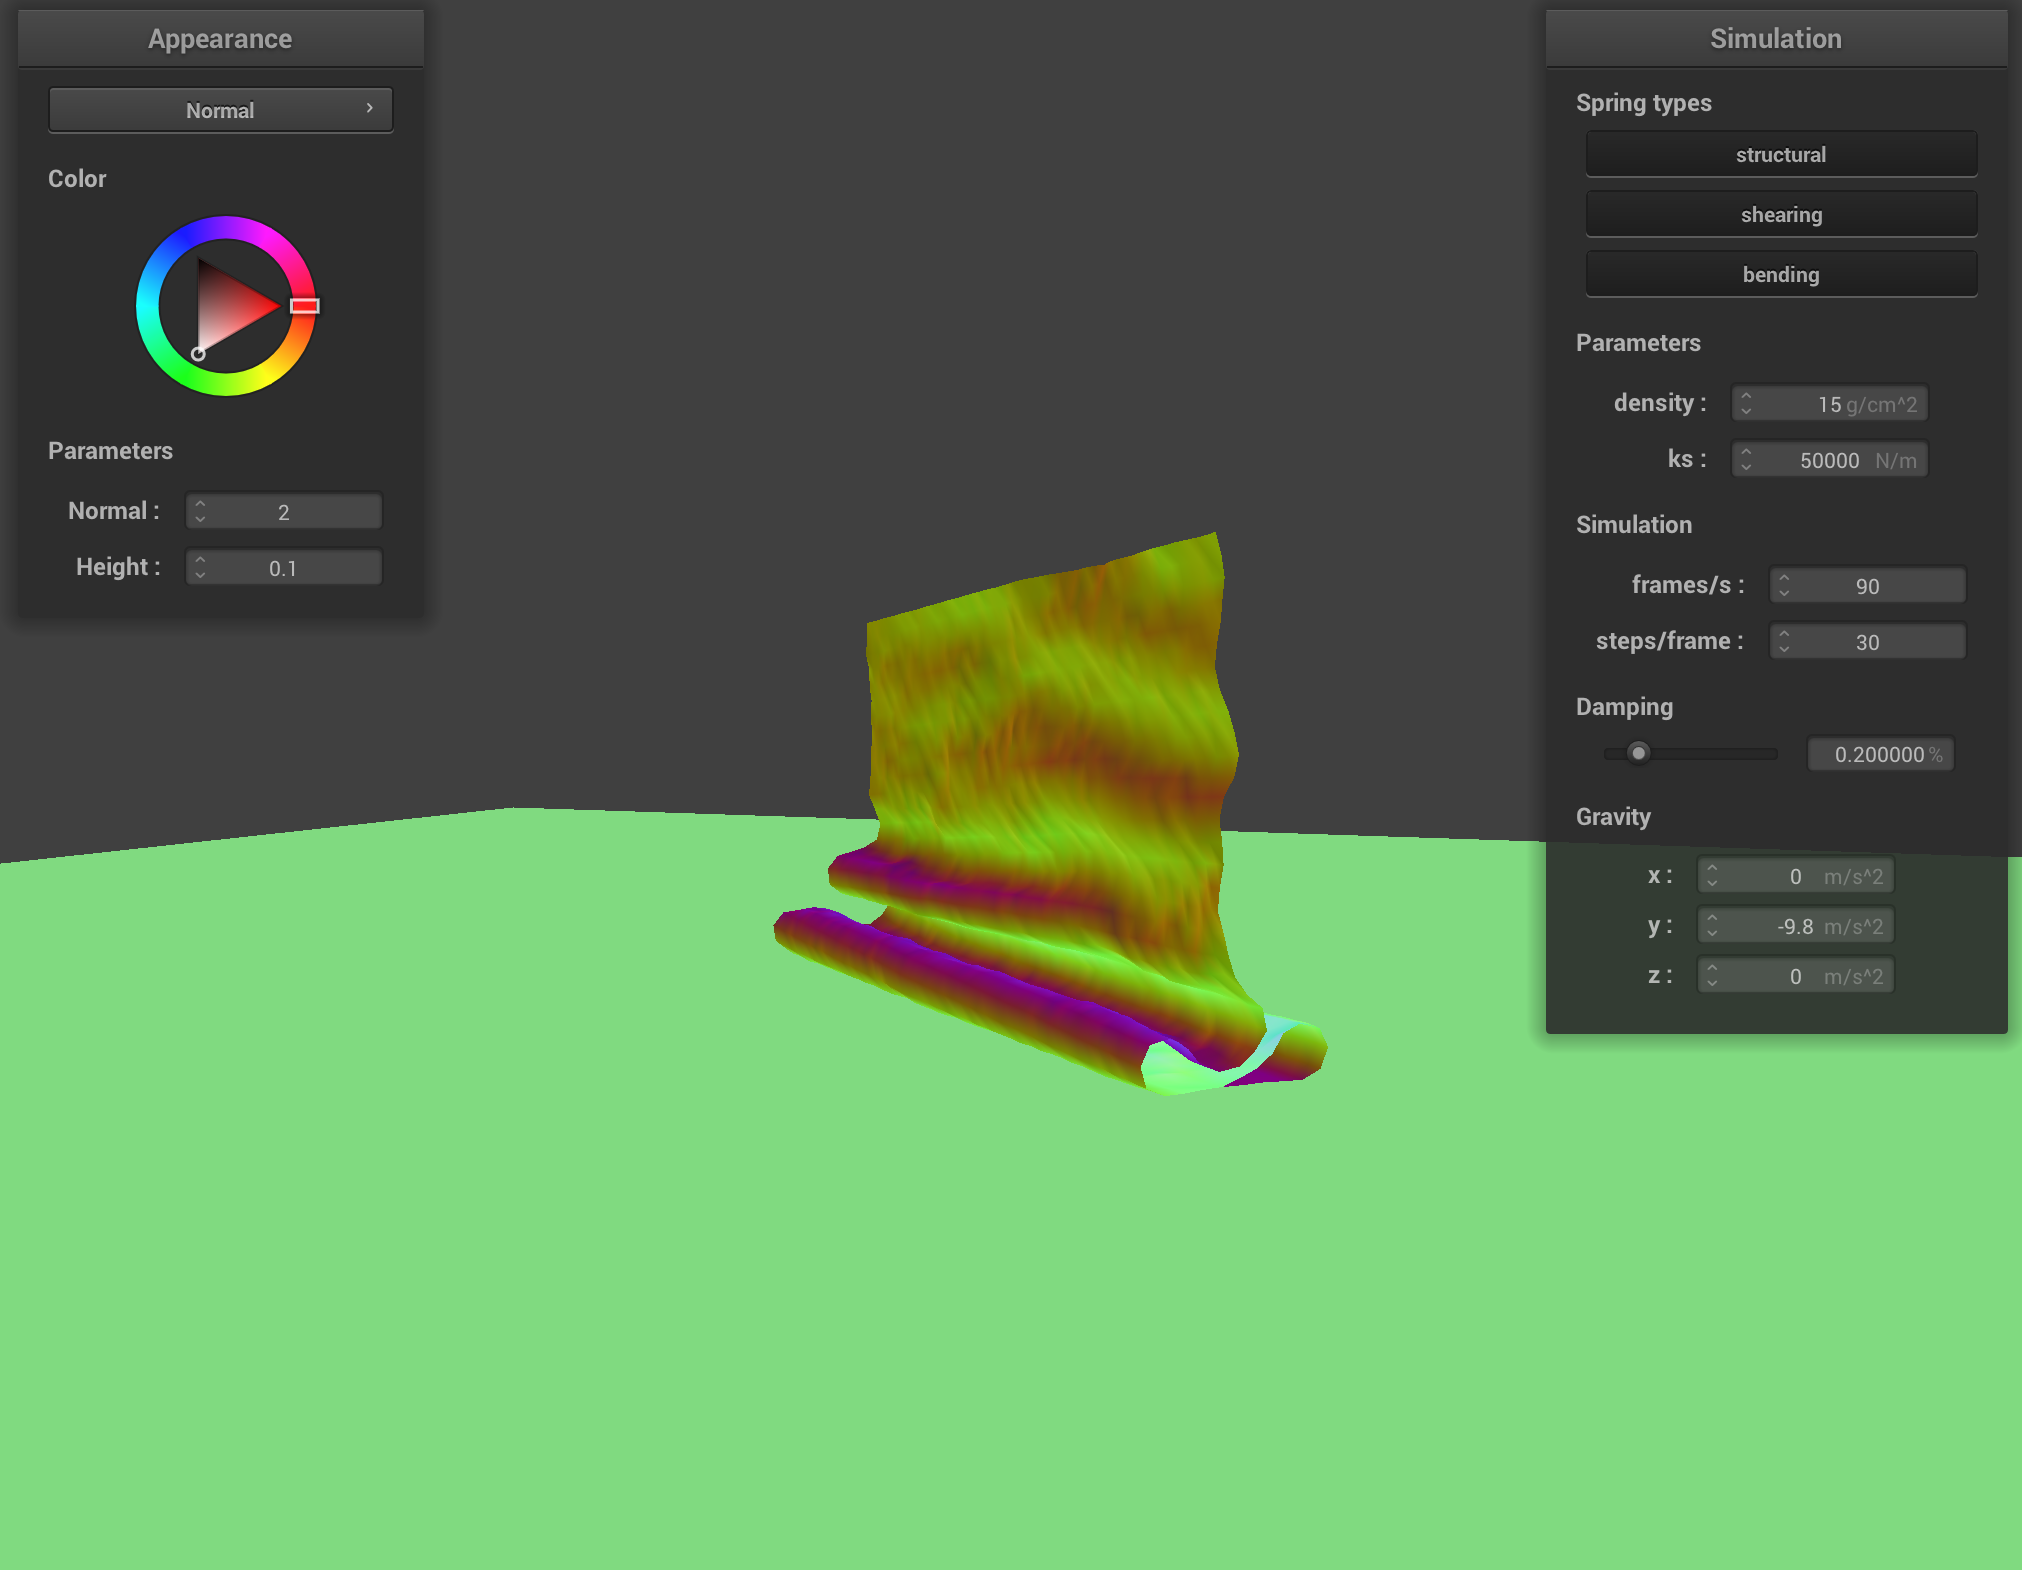 Appearance
Normal
Color
Parameters
Normal : 2
Height : 0.1
Simulation
Spring types
structural
shearing
bending
Parameters
density : 15 g/cm^2
ks : 50000 N/m
Simulation
frames/s : 90
steps/frame : 30
Damping
0.200000 %
Gravity
x : 0 m/s^2
y : -9.8 m/s^2
z : 0 m/s^2